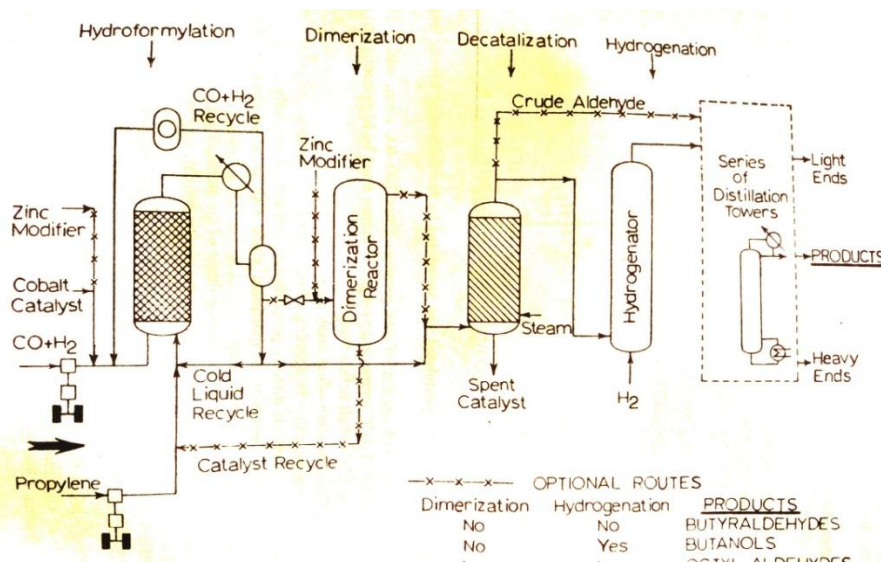 Hydroformylation
Dimerization
Decatalization
Hydrogenation
CO+H2
Recycle
Crude Aldehyde
Zinc
Modifier
Zinc
Modifier
Cobalt
Catalyst
CO+H2
Dimerization
Reactor
Steam
Hydrogenator
Series
of
Distillation
Towers
Light
Ends
PRODUCTS
Heavy
Ends
Cold
Liquid
Recycle
Spent
Catalyst
H2
Catalyst Recycle
Propylene
OPTIONAL ROUTES
Dimerization Hydrogenation PRODUCTS
No No BUTYRALDEHYDES
No Yes BUTANOLS
OCTYL ALDEHYDES